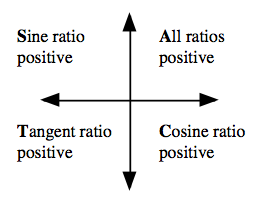 Sine ratio
positive
All ratios
positive
Tangent ratio
positive
Cosine ratio
positive